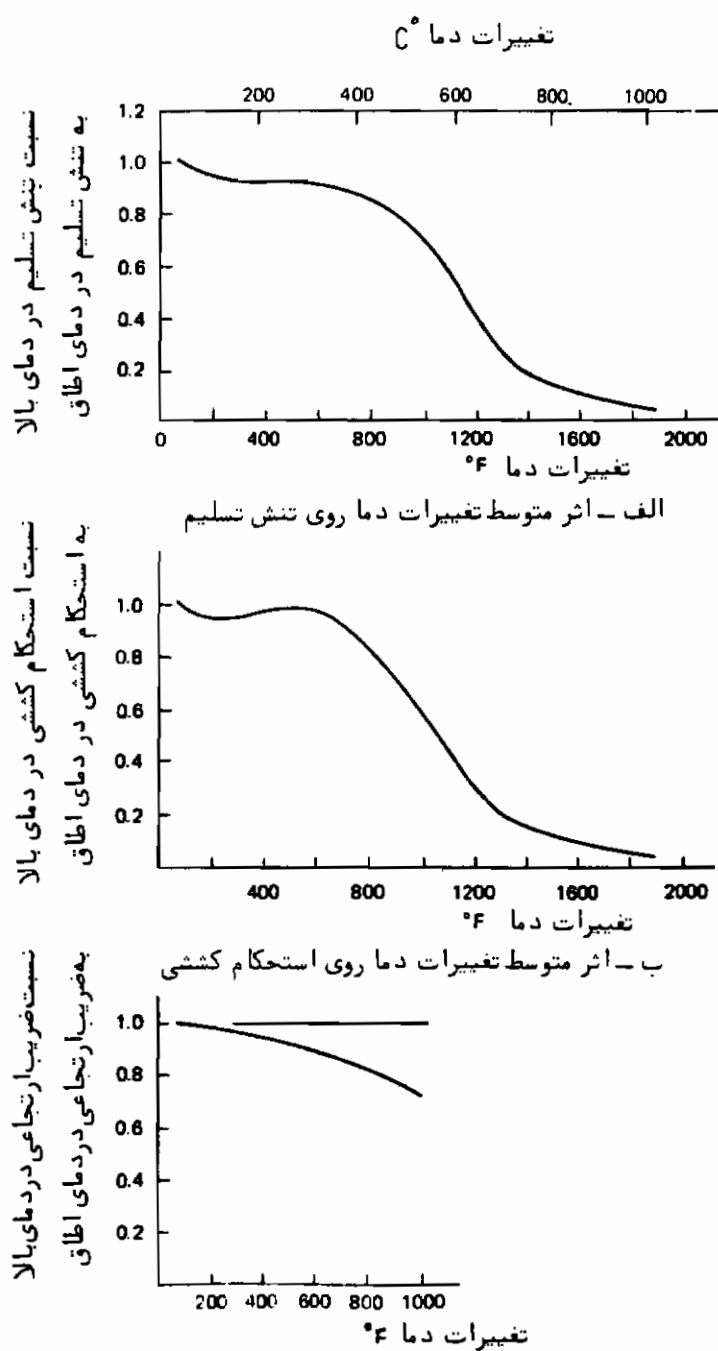 تغییرات دما C°
200 400 600 800. 1000
نسبت تنش تسلیم در دمای بالا
به تنش تسلیم در دمای اطاق
1.2
1.0
0.8
0.6
0.4
0.2
0 400 800 1200 1600 2000
تغییرات دما °F
الف ـ اثر متوسط تغییرات دما روی تنش تسلیم
نسبت استحکام کششی در دمای بالا
به استحکام کششی در دمای اطاق
1.0
0.8
0.6
0.4
0.2
400 800 1200 1600 2000
تغییرات دما °F
ب ـ اثر متوسط تغییرات دما روی استحکام کششی
نسبت ضریب ارتجاعی در دمای بالا
به ضریب ارتجاعی در دمای اطاق
1.0
0.8
0.6
0.4
0.2
200 400 600 800 1000
تغییرات دما °F